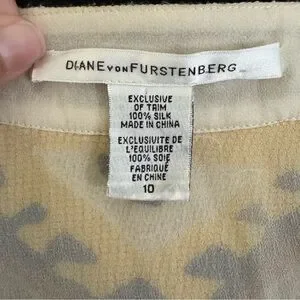 DIANE VON FURSTENBERG
EXCLUSIVE
OF TRIM
100% SILK
MADE IN CHINA
EXCLUSIVITE DE
L'EQUILIBRE
100% SOIE
FABRIQUÉ
EN CHINE
10